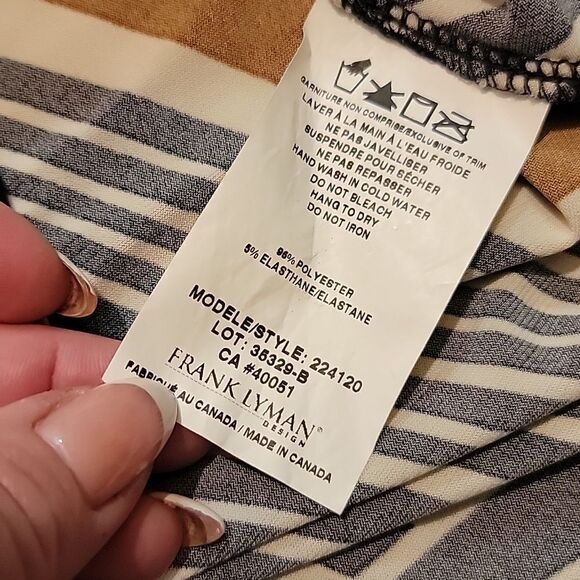 GARNITURE NON COMPRISE/EXCLUSIVE OF TRIM
LAVER À LA MAIN À L'EAU FROIDE
NE PAS JAVELLISER
SUSPENDRE POUR SÉCHER
NE PAS REPASSER
HAND WASH IN COLD WATER
DO NOT BLEACH
HANG TO DRY
DO NOT IRON
95% POLYESTER
5% ELASTHANE/ELASTANE
MODELE/STYLE: 224120
LOT: 35329-B
CA #40051
FRANK LYMAN®
DESIGN
FABRIQUÉ AU CANADA / MADE IN CANADA